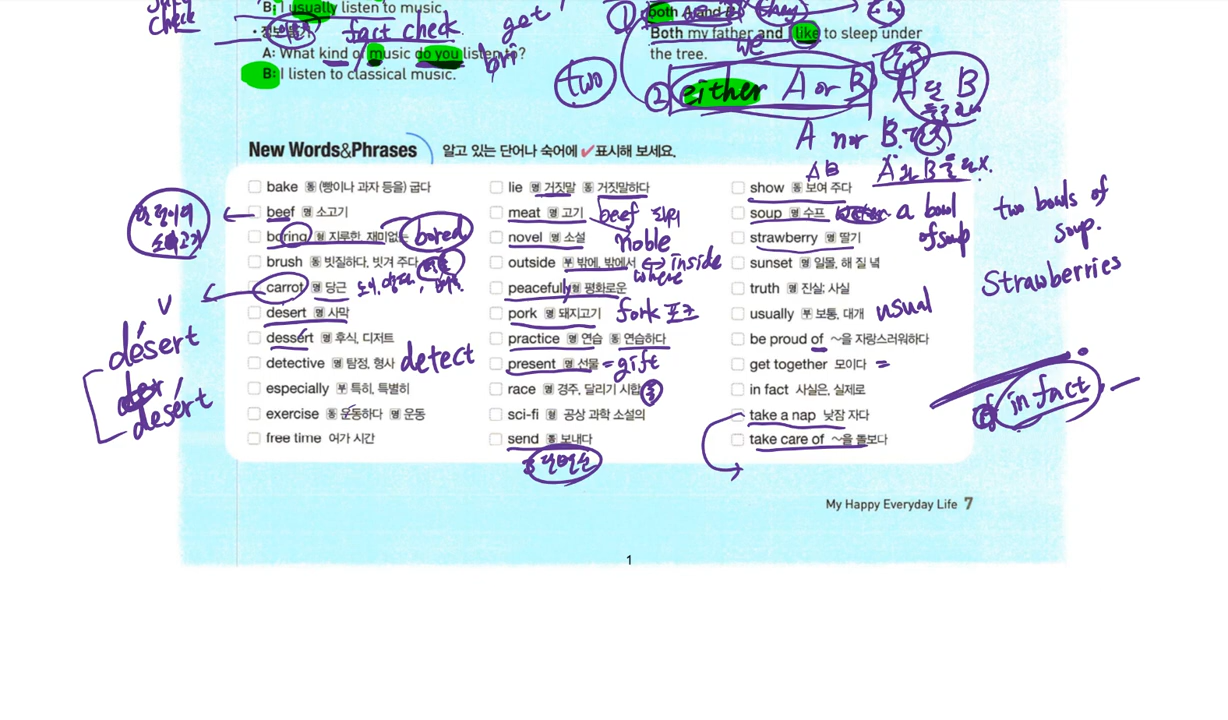 check
B: I usually listen to music.
fact check
get
A: What kind of music do you listen to?
B: I listen to classical music.
① both A and B they
Both my father and I like to sleep under
we
the tree.
two
② either A or B
A B
A nor B.
A B
New Words&Phrases 알고 있는 단어나 숙어에 ✓표시해 보세요.
bake 동 (빵이나 과자 등을) 굽다
beef 명 소고기
boring 형 지루한, 재미없는 bored
brush 동 빗질하다, 빗겨 주다
carrot 명 당근
desert 명 사막
dessert 명 후식, 디저트
detective 명 탐정, 형사 detect
especially 부 특히, 특별히
exercise 동 운동하다 명 운동
free time 여가 시간
désert
desért
lie 명 거짓말 동 거짓말하다
meat 명 고기 beef
novel 명 소설 noble
outside 부 밖에, 밖에서 ↔ inside
where
peaceful 형 평화로운
pork 명 돼지고기 fork 포크
practice 명 연습 동 연습하다
present 명 선물 = gift
race 명 경주, 달리기 시합
sci-fi 형 공상 과학 소설의
send 동 보내다
show 동 보여 주다
soup 명 수프 a bowl
of soup
two bowls of
soup.
strawberry 명 딸기
Strawberries
sunset 명 일몰, 해 질 녘
truth 명 진실; 사실
usually 부 보통, 대개 usual
be proud of ~을 자랑스러워하다
get together 모이다 =
in fact 사실은, 실제로
in fact
take a nap 낮잠 자다
take care of ~을 돌보다
My Happy Everyday Life 7
1